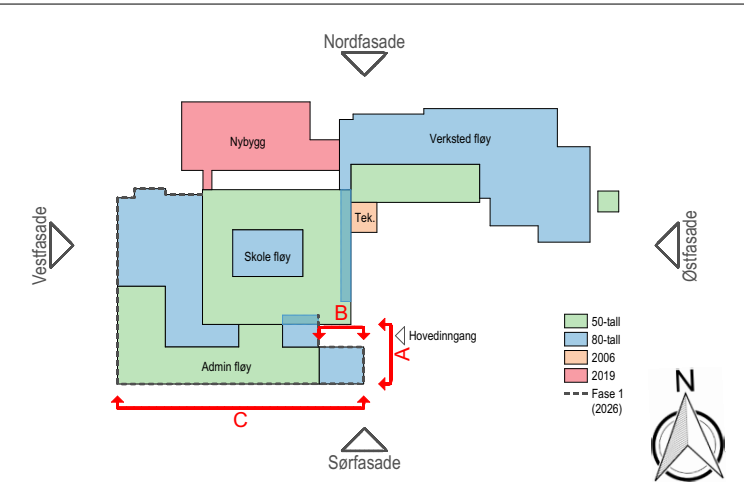 Nordfasade
Nybygg
Verksted fløy
Tek.
Vestfasade
Skole fløy
Østfasade
B
A
Hovedinngang
50-tall
80-tall
2006
2019
Fase 1
(2026)
Admin fløy
C
N
Sørfasade